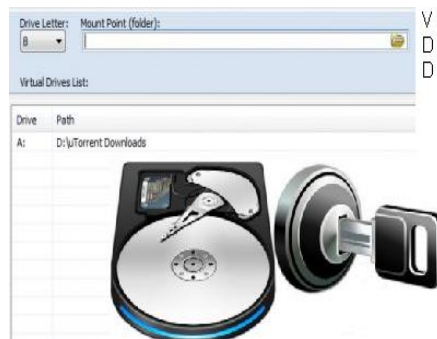 Drive Letter: Mount Point (folder):
B
Virtual Drives List:
Drive Path
A: D:\uTorrent Downloads
V
D
D